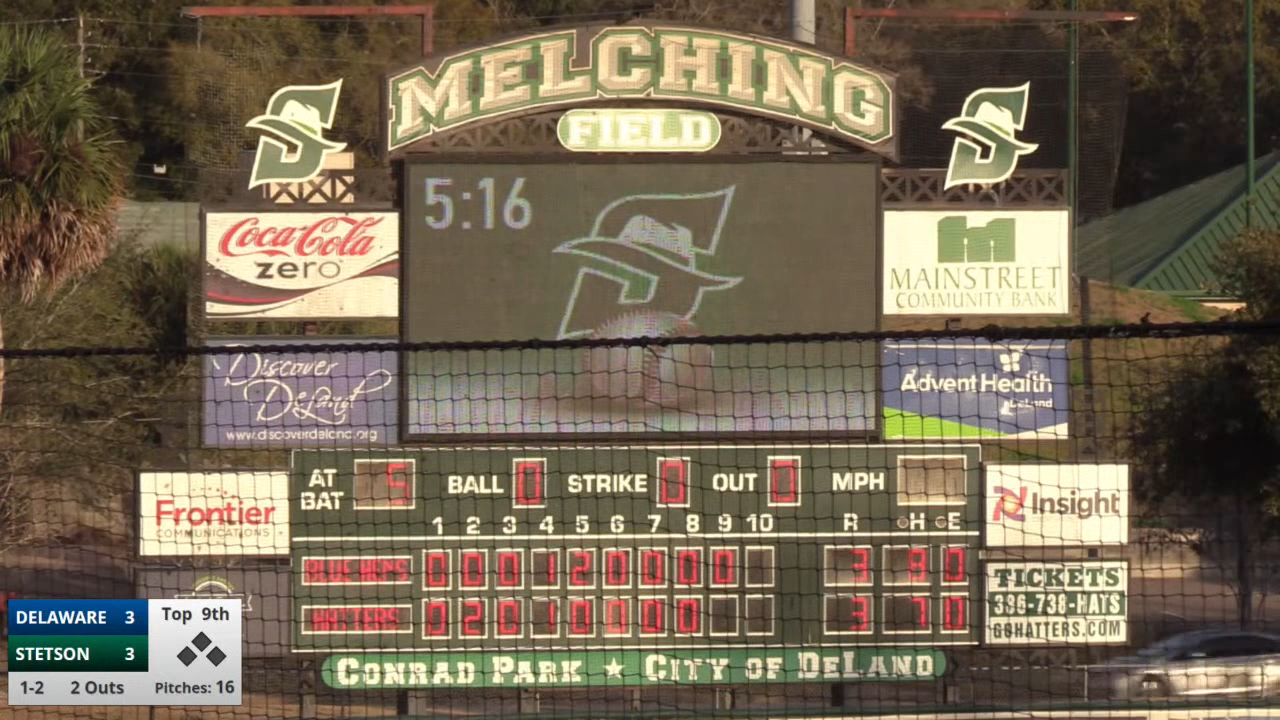 MELCHING
FIELD
5:16
Coca-Cola
zero
MAINSTREET
COMMUNITY BANK
Discover
DeLand
www.discoverdeland.org
AdventHealth
DeLand
AT BAT 5 BALL 0 STRIKE 0 OUT 0 MPH
1 2 3 4 5 6 7 8 9 10 R H E
BLUE HENS 0 0 0 1 2 0 0 0 0 3 9 0
HATTERS 0 2 0 1 0 0 0 0 3 7 0
Frontier
COMMUNICATIONS
Insight
TICKETS
386-738-HATS
GOHATTERS.COM
CONRAD PARK ★ CITY OF DELAND
DELAWARE 3
STETSON 3
1-2 2 Outs
Top 9th
Pitches: 16